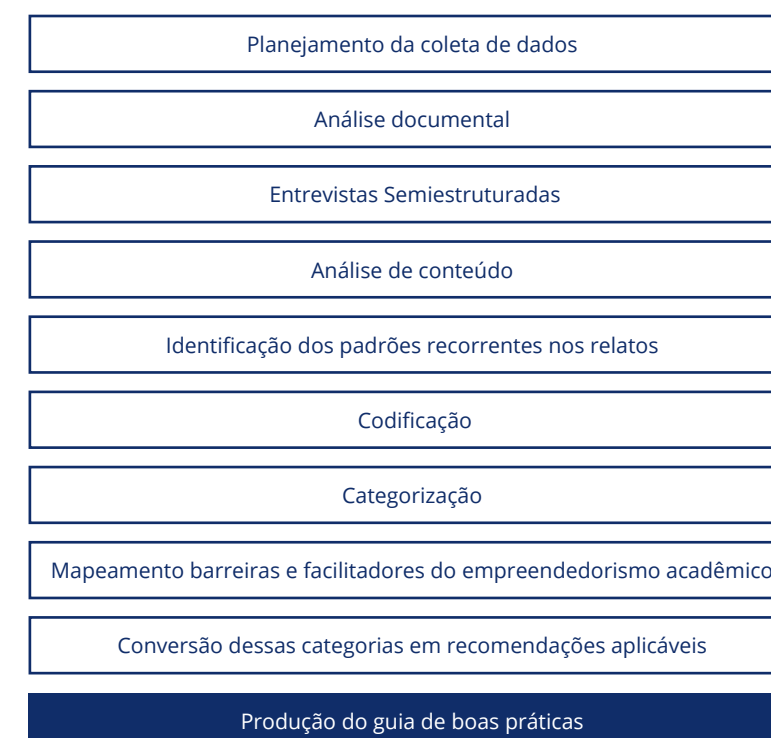 Planejamento da coleta de dados
Análise documental
Entrevistas Semiestruturadas
Análise de conteúdo
Identificação dos padrões recorrentes nos relatos
Codificação
Categorização
Mapeamento barreiras e facilitadores do empreendedorismo acadêmico
Conversão dessas categorias em recomendações aplicáveis
Produção do guia de boas práticas